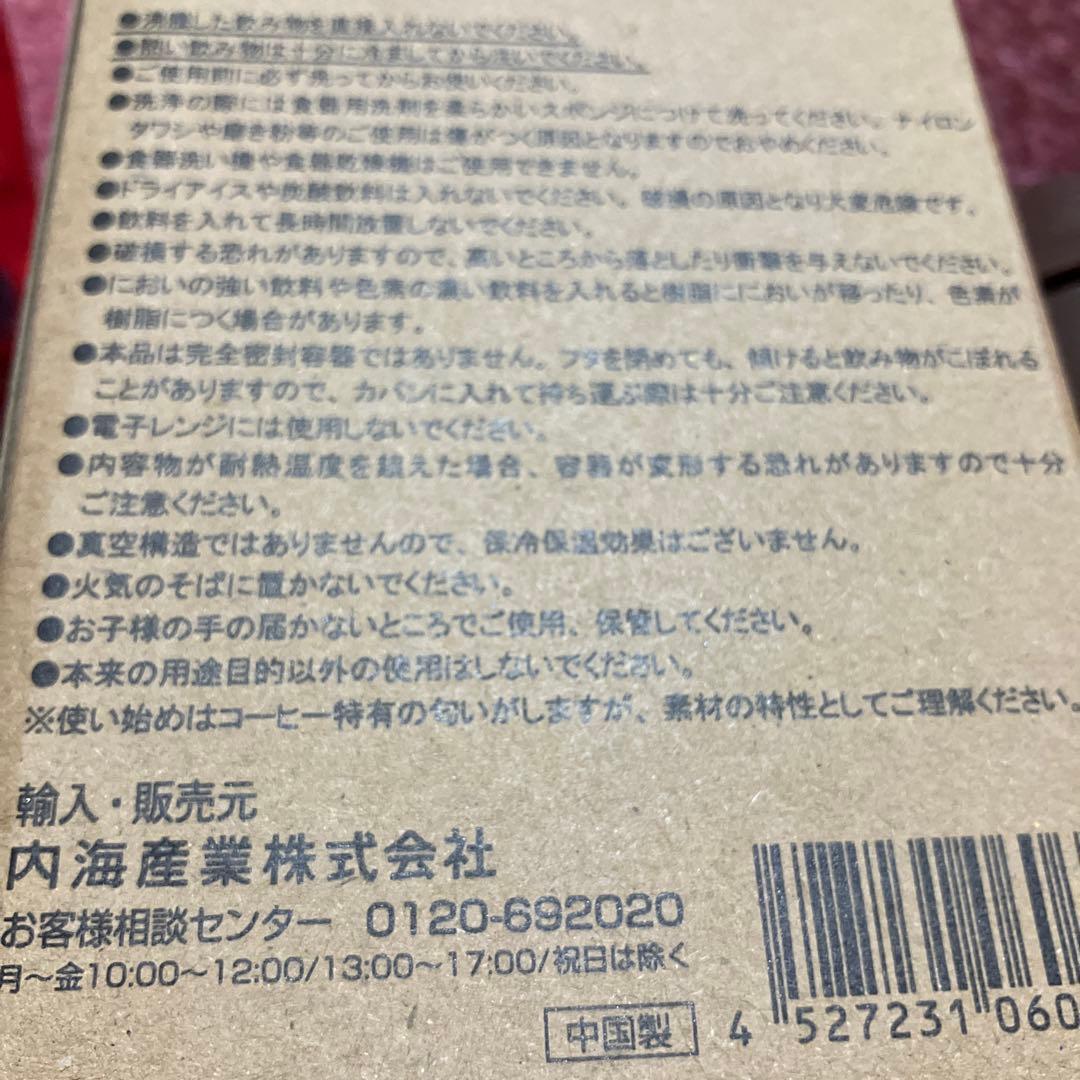 ●沸騰した飲み物を直接入れないでください。
●熱い飲み物は十分に冷ましてから注いでください。
●ご使用前に必ず洗ってからお使いください。
●洗浄の際には食器用洗剤を柔らかいスポンジにつけて洗ってください。ナイロン
タワシや磨き粉等のご使用は傷がつく原因となりますのでおやめください。
●食器洗い機や食器乾燥機はご使用できません。
●ドライアイスや炭酸飲料は入れないでください。破損の原因となり大変危険です。
●飲料を入れて長時間放置しないでください。
●破損する恐れがありますので、高いところから落としたり衝撃を与えないでください。
●においの強い飲料や色素の濃い飲料を入れると樹脂ににおいが移ったり、色素が
樹脂につく場合があります。
●本品は完全密封容器ではありません。フタを閉めても、傾けると飲み物がこぼれる
ことがありますので、カバンに入れて持ち運ぶ際は十分ご注意ください。
●電子レンジには使用しないでください。
●内容物が耐熱温度を超えた場合、容器が変形する恐れがありますので十分
ご注意ください。
●真空構造ではありませんので、保冷保温効果はございません。
●火気のそばに置かないでください。
●お子様の手の届かないところでご使用、保管してください。
●本来の用途目的以外の使用はしないでください。
※使い始めはコーヒー特有の匂いがしますが、素材の特性としてご理解ください。
輸入・販売元
内海産業株式会社
お客様相談センター 0120-692020
月～金10:00～12:00/13:00～17:00/祝日は除く
中国製
4 527231 060